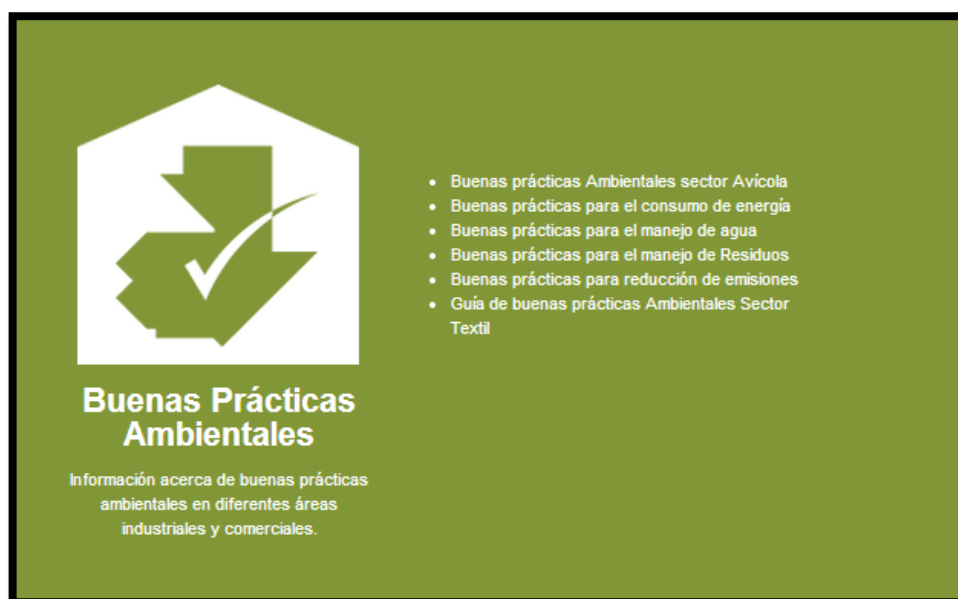 Buenas prácticas Ambientales sector Avícola
Buenas prácticas para el consumo de energía
Buenas prácticas para el manejo de agua
Buenas prácticas para el manejo de Residuos
Buenas prácticas para reducción de emisiones
Guía de buenas prácticas Ambientales Sector
Textil
Buenas Prácticas
Ambientales
Información acerca de buenas prácticas
ambientales en diferentes áreas
industriales y comerciales.